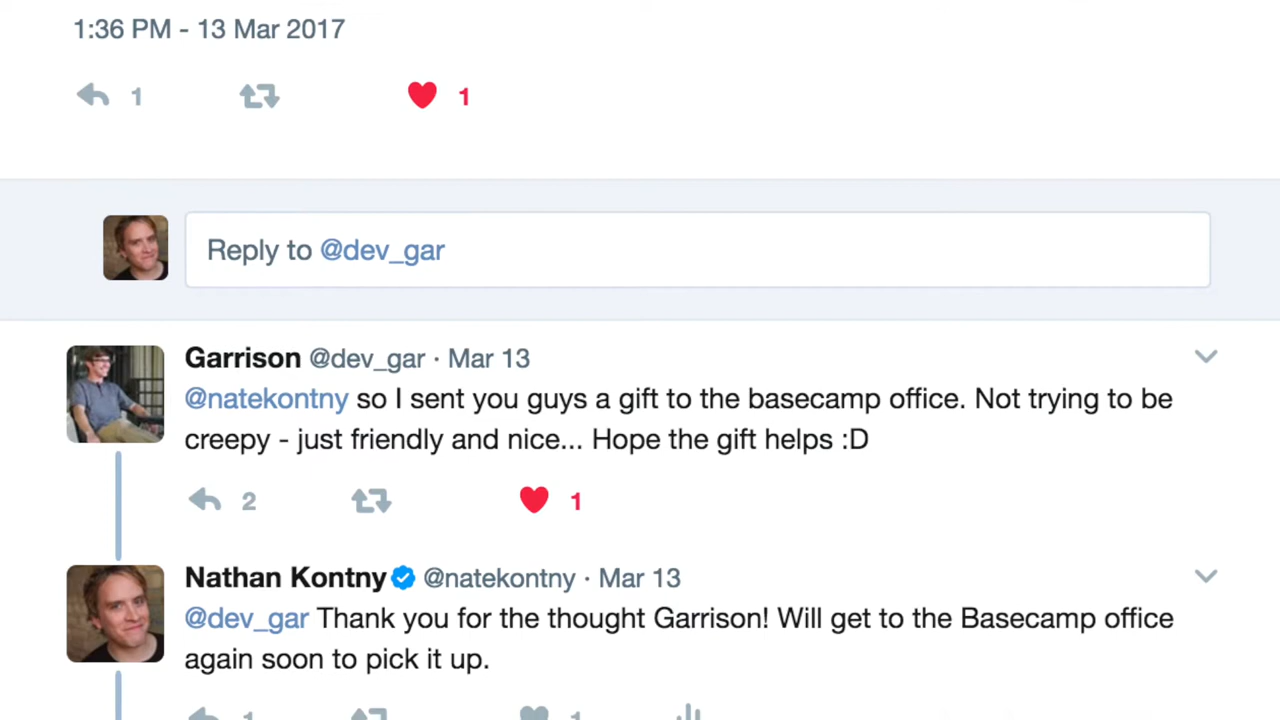 1:36 PM - 13 Mar 2017
1 1
Reply to @dev_gar
Garrison @dev_gar · Mar 13
@natekontny so I sent you guys a gift to the basecamp office. Not trying to be
creepy - just friendly and nice... Hope the gift helps :D
2 1
Nathan Kontny @natekontny · Mar 13
@dev_gar Thank you for the thought Garrison! Will get to the Basecamp office
again soon to pick it up.
1 1